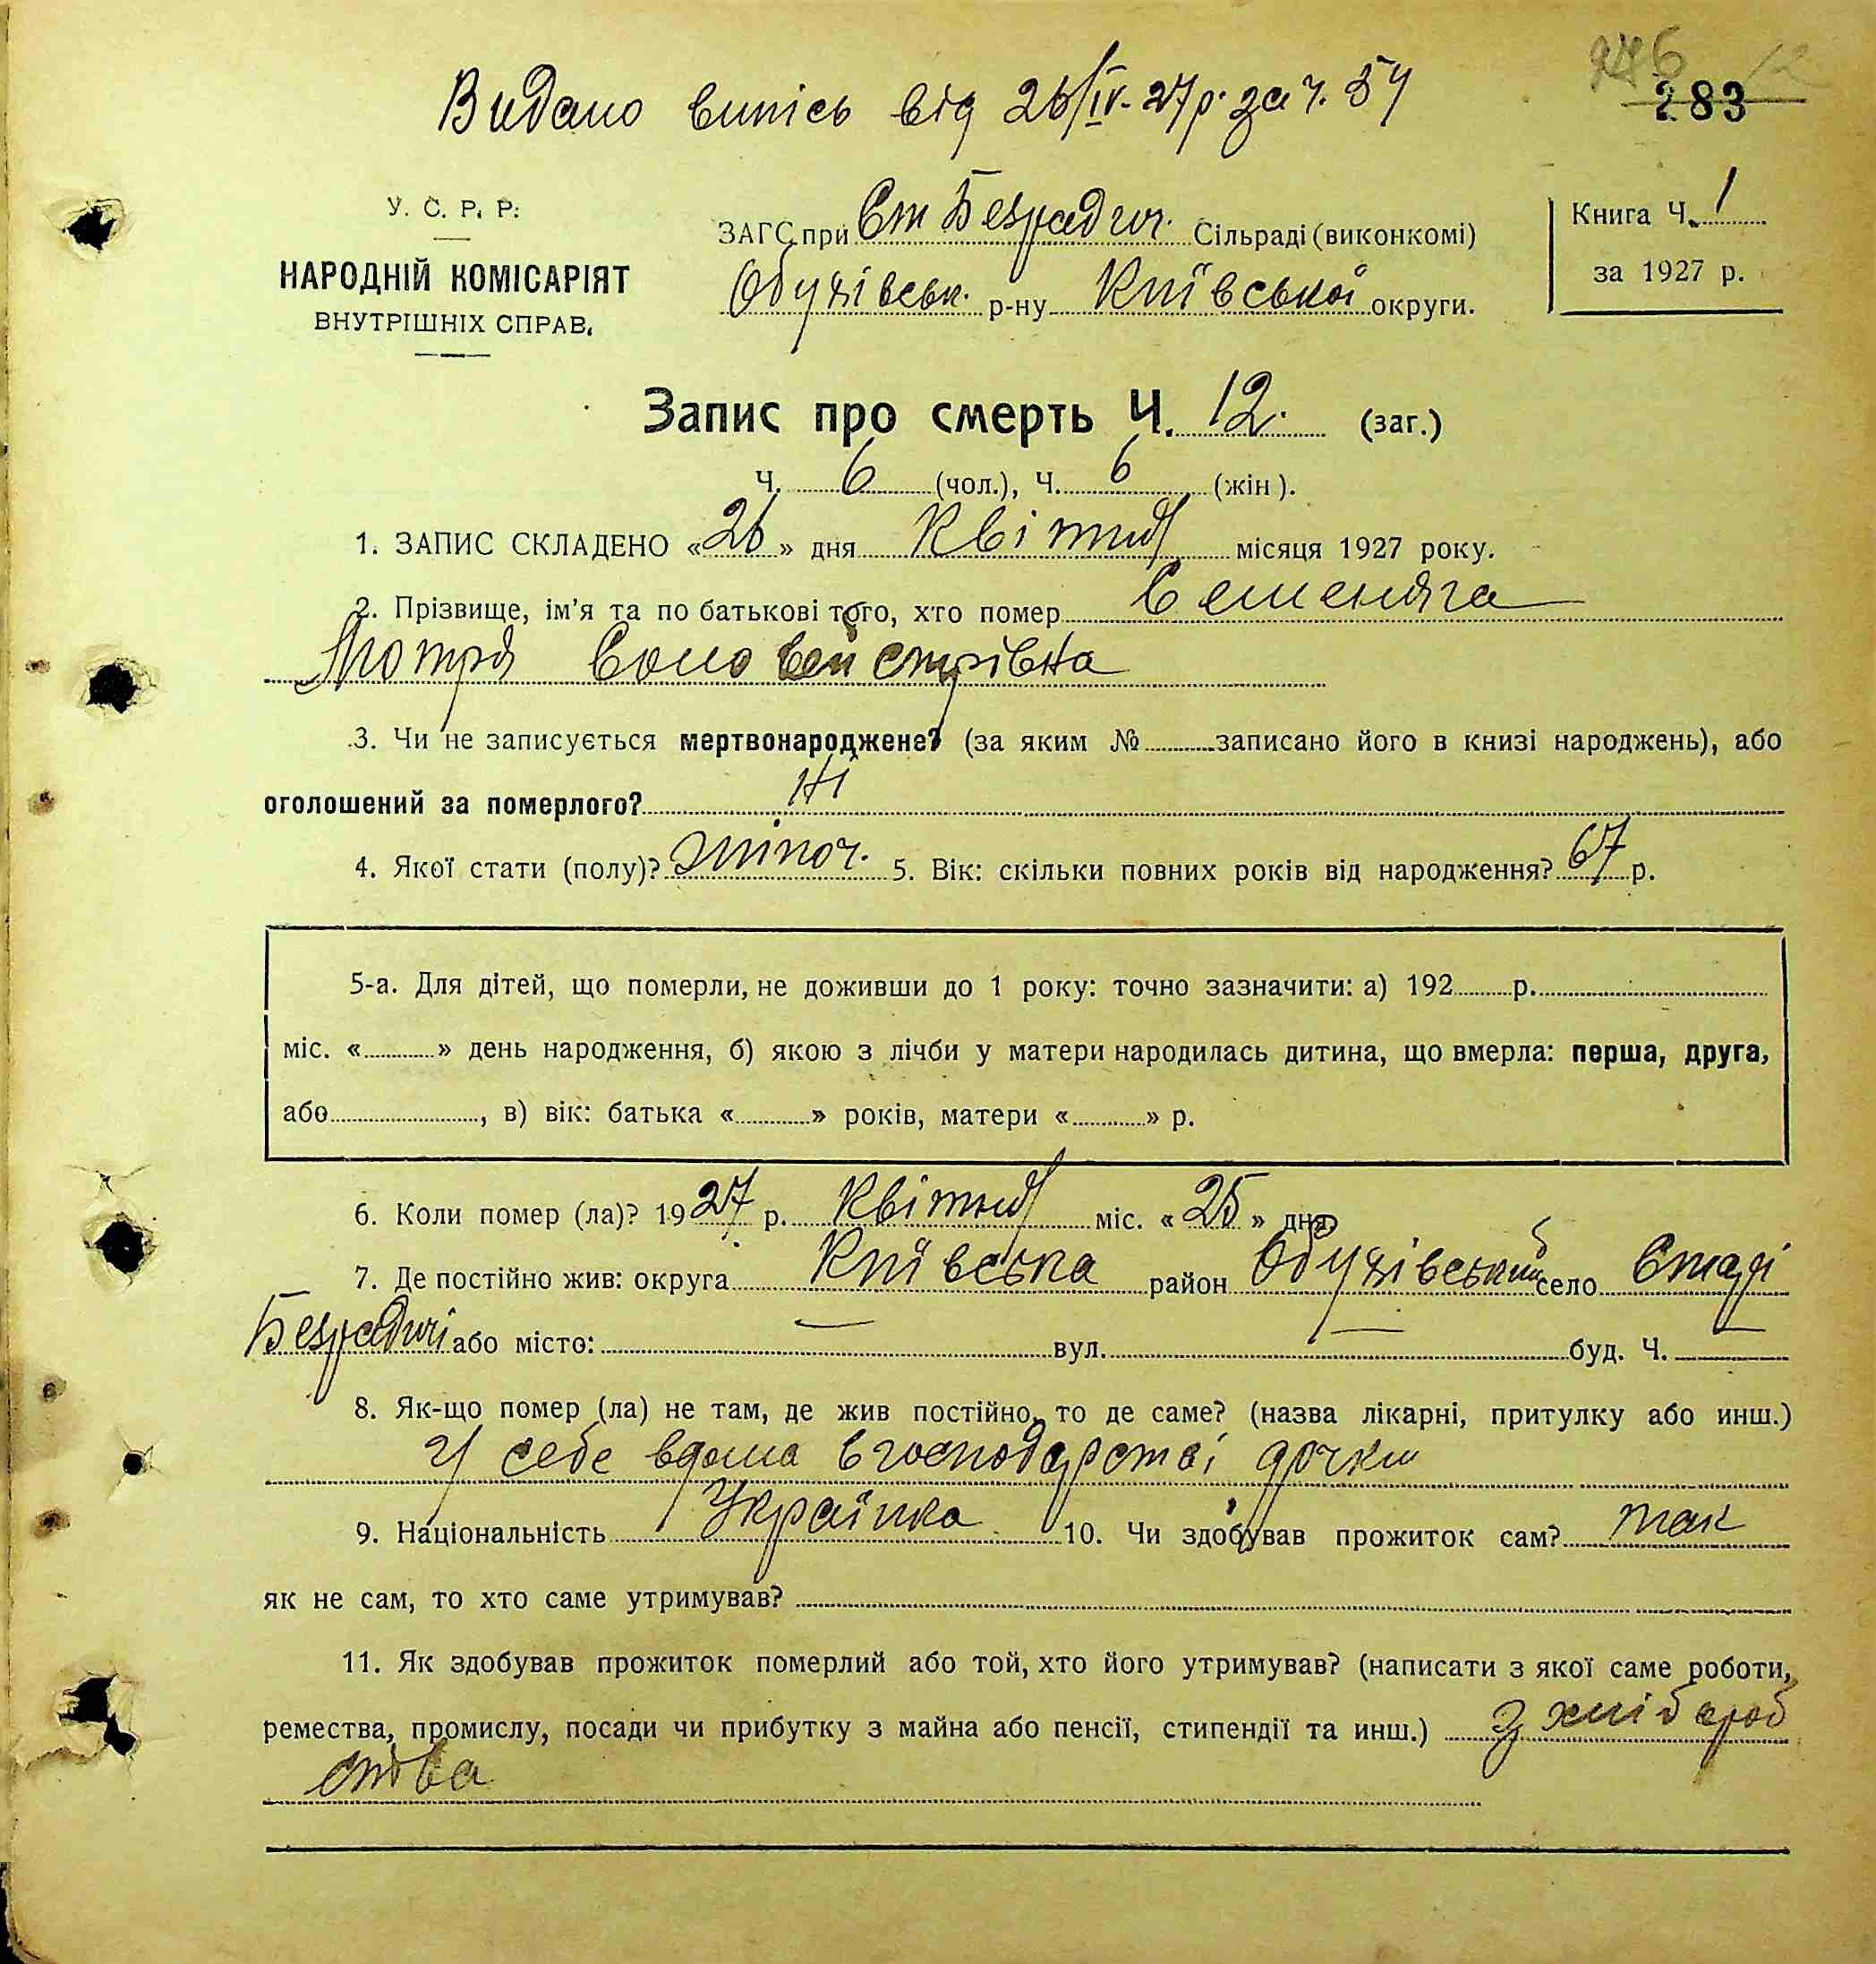 Видано випісь від 26/IV-27р. за ч. 54
283
У. С. Р. Р.
НАРОДНІЙ КОМІСАРІЯТ
ВНУТРІШНІХ СПРАВ.
ЗАГС при Ст Безрадич. Сільраді (виконкомі)
Обухівськ. р-ну Київської округи.
Книга Ч. 1
за 1927 р.
Запис про смерть Ч. 12. (заг.)
Ч. 6 (чол.), Ч. 6 (жін).
1. ЗАПИС СКЛАДЕНО «26» дня Квітня місяця 1927 року.
2. Прізвище, ім'я та по батькові того, хто помер Семеняга
Мотря
3. Чи не записується мертвонароджене? (за яким № записано його в книзі народжень), або
оголошений за померлого? Ні
4. Якої стати (полу)? Жіноч. 5. Вік: скільки повних років від народження? 67 р.
5-а. Для дітей, що померли, не доживши до 1 року: точно зазначити: а) 192 р.
міс. « » день народження, б) якою з лічби у матери народилась дитина, що вмерла: перша, друга,
або , в) вік: батька « » років, матери « » р.
6. Коли помер (ла)? 1927 р. Квітня міс. «25» дня.
7. Де постійно жив: округа Київська район Обухівський село Старі
Безрадичі або місто: — вул. — буд. Ч. —
8. Як-що помер (ла) не там, де жив постійно, то де саме? (назва лікарні, притулку або инш.)
У себе вдома в господарстві дочки
9. Національність Українка 10. Чи здобував прожиток сам? так
як не сам, то хто саме утримував?
11. Як здобував прожиток померлий або той, хто його утримував? (написати з якої саме роботи,
ремества, промислу, посади чи прибутку з майна або пенсії, стипендії та инш.) З хлібароб
ства